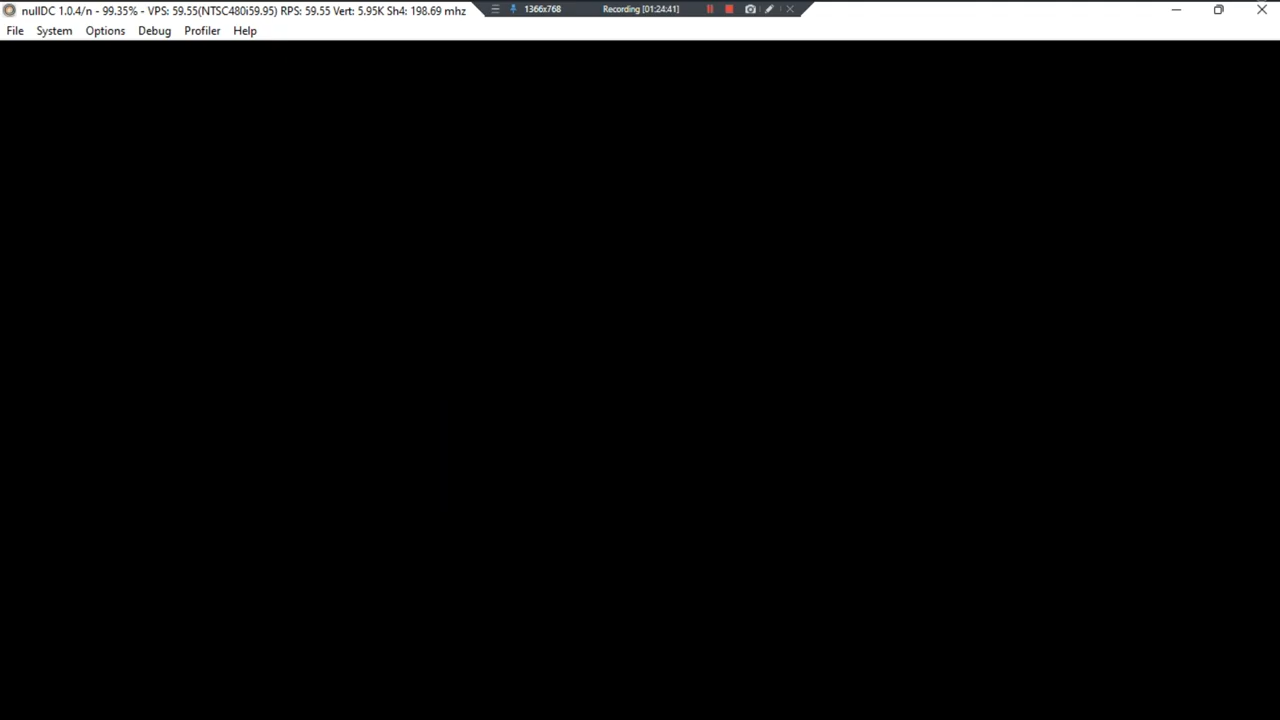 nullDC 1.0.4/n - 99.35% - VPS: 59.55(NTSC480i59.95) RPS: 59.55 Vert: 5.95K Sh4: 198.69 mhz
1366x768 Recording [01:24:41]
File System Options Debug Profiler Help